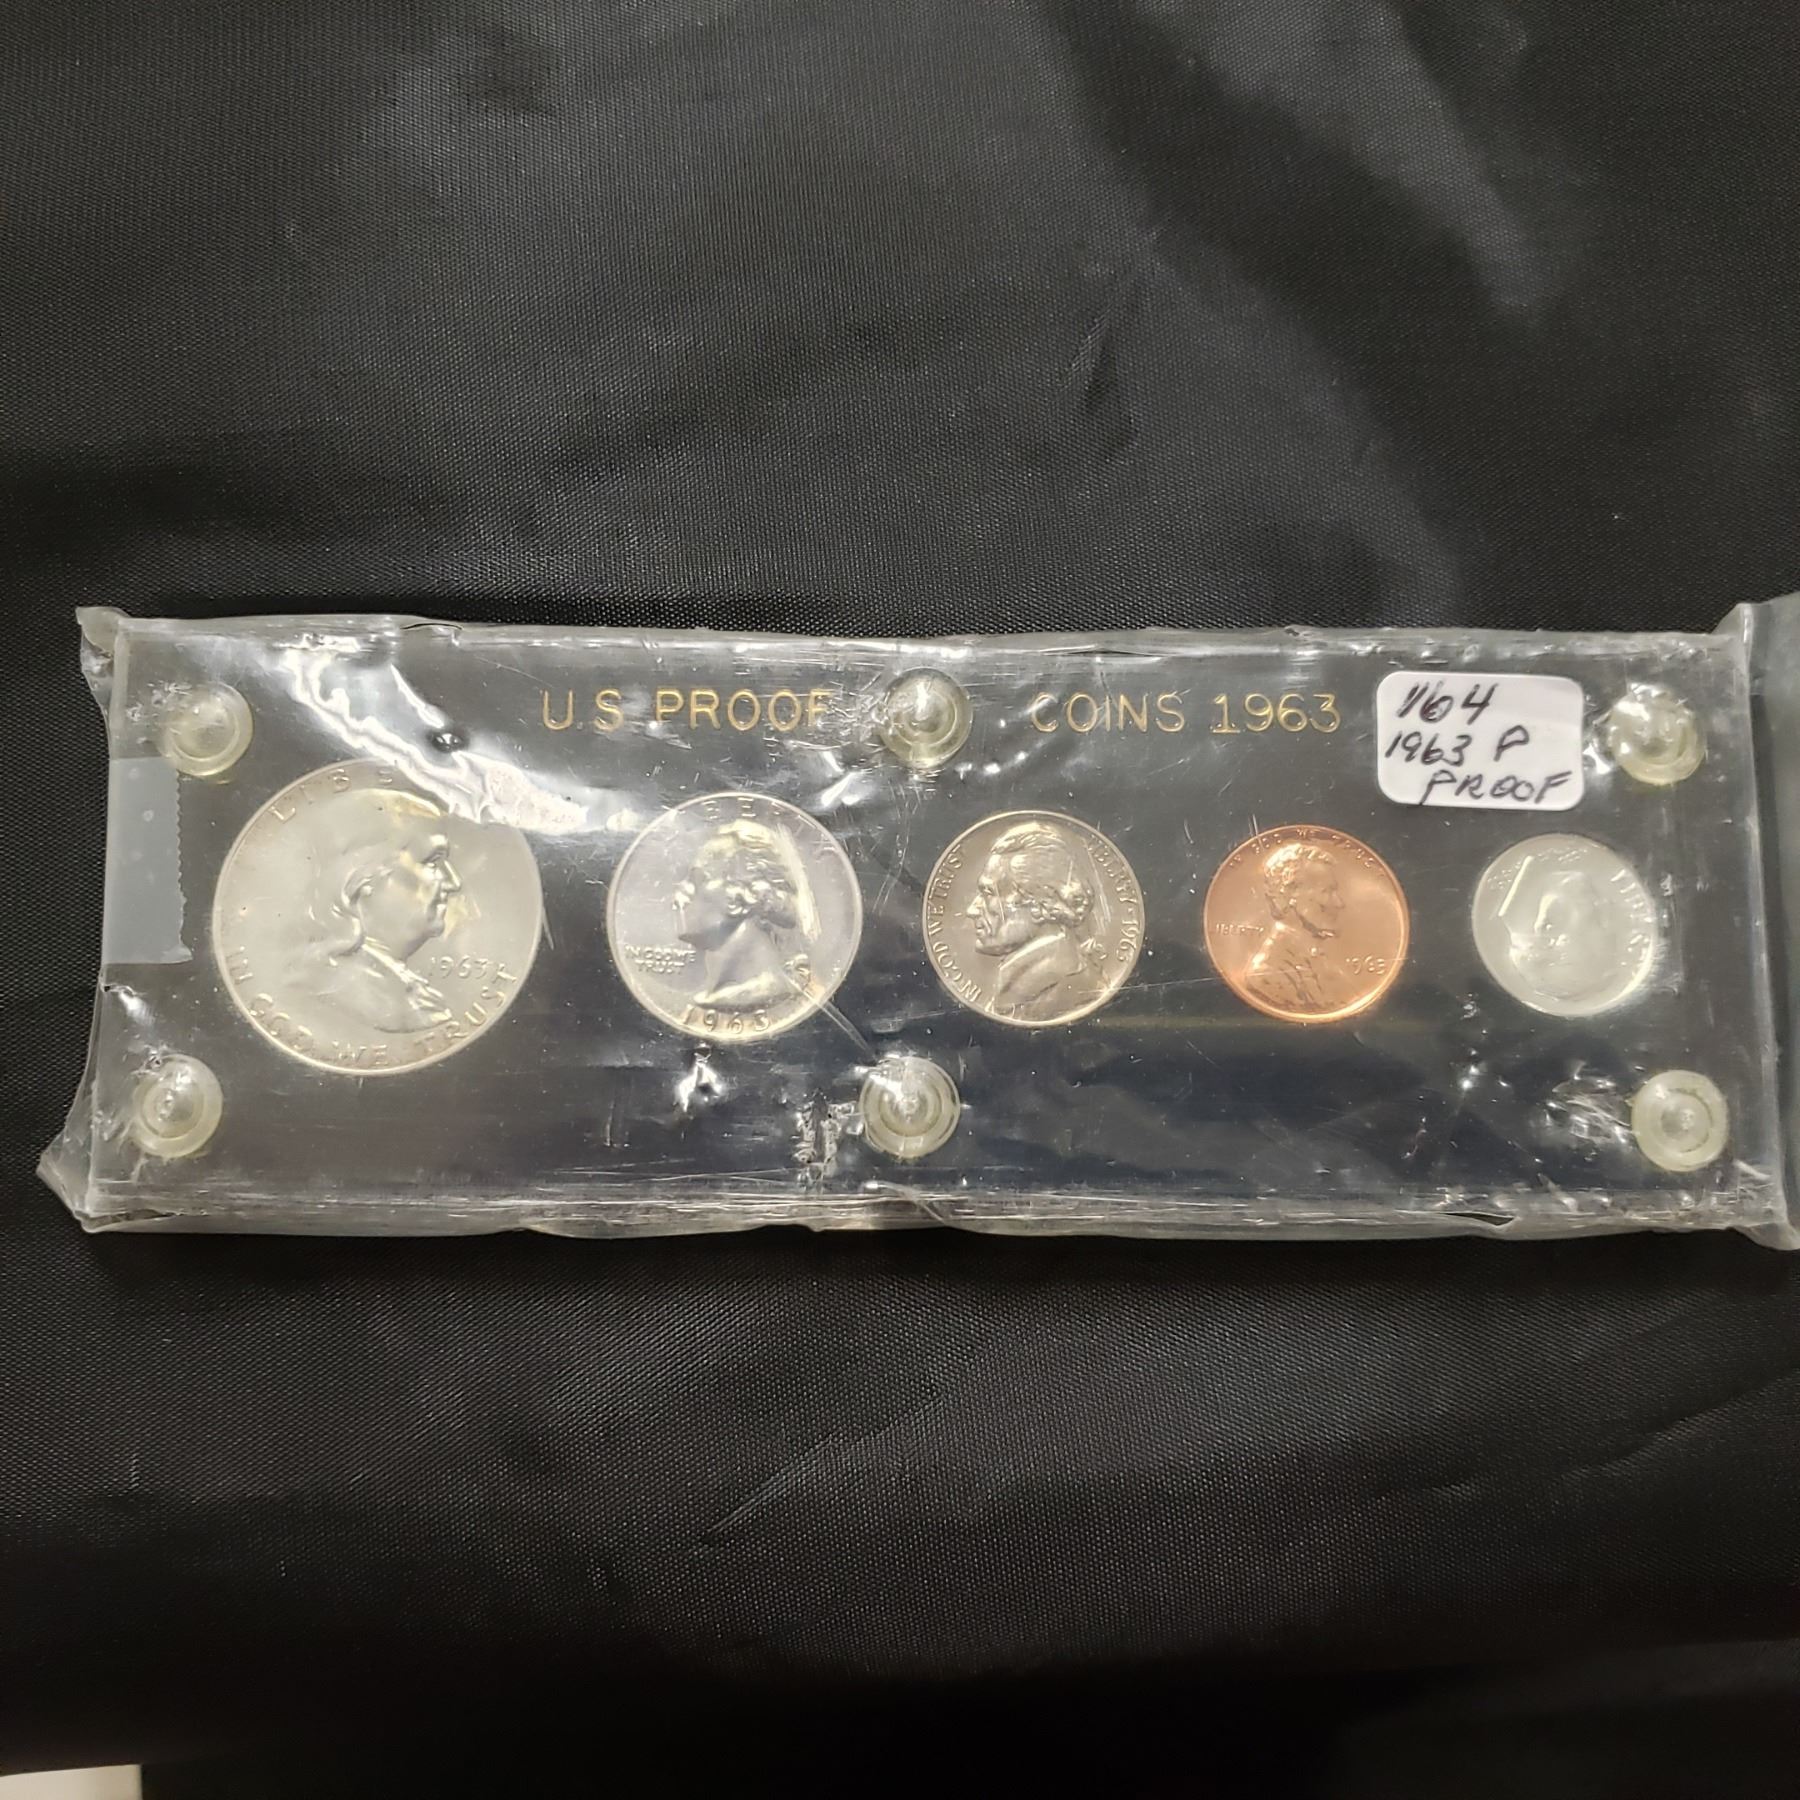 U.S PROOF COINS 1963
1164
1963 P
PROOF
LIBE
IN GOD WE TRUST
1963
LIBERTY
IN GOD WE
TRUST
1963
IN GOD WE TRUST
LIBERTY 1963
IN GOD WE TRUST
LIBERTY
1963
LIBERTY